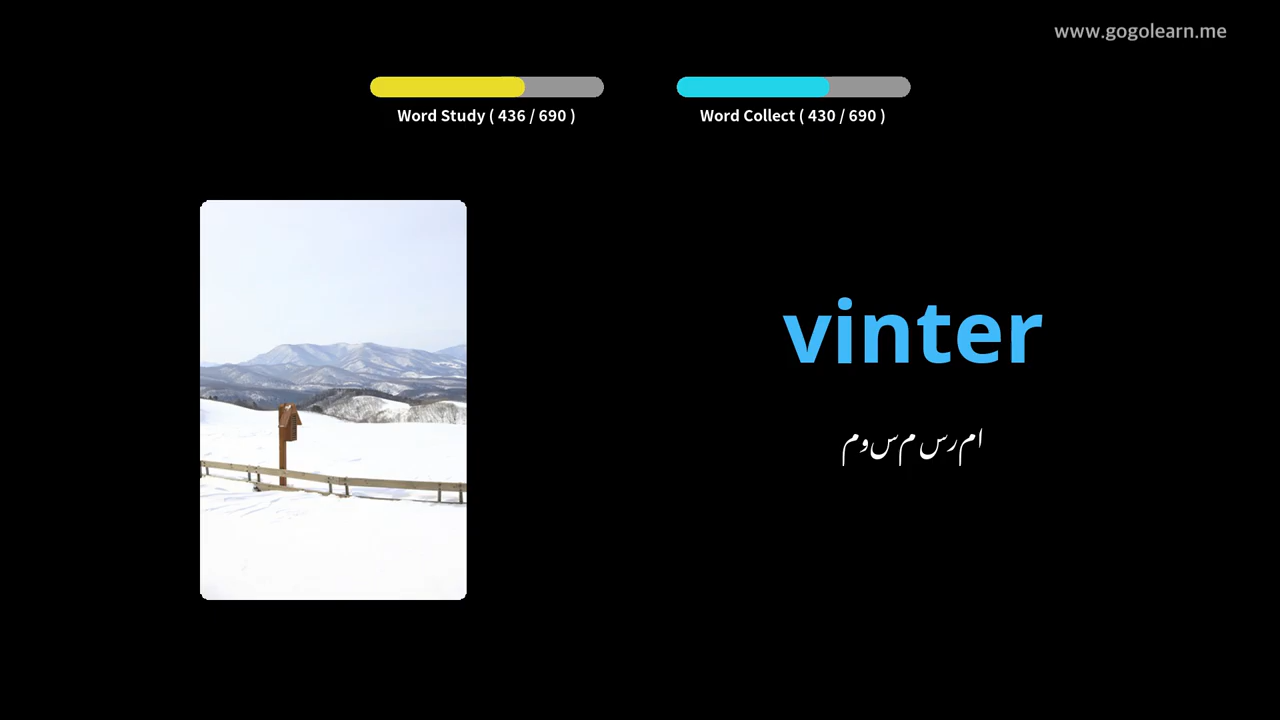 www.gogolearn.me
Word Study ( 436 / 690 )
Word Collect ( 430 / 690 )
vinter
موسم سرما